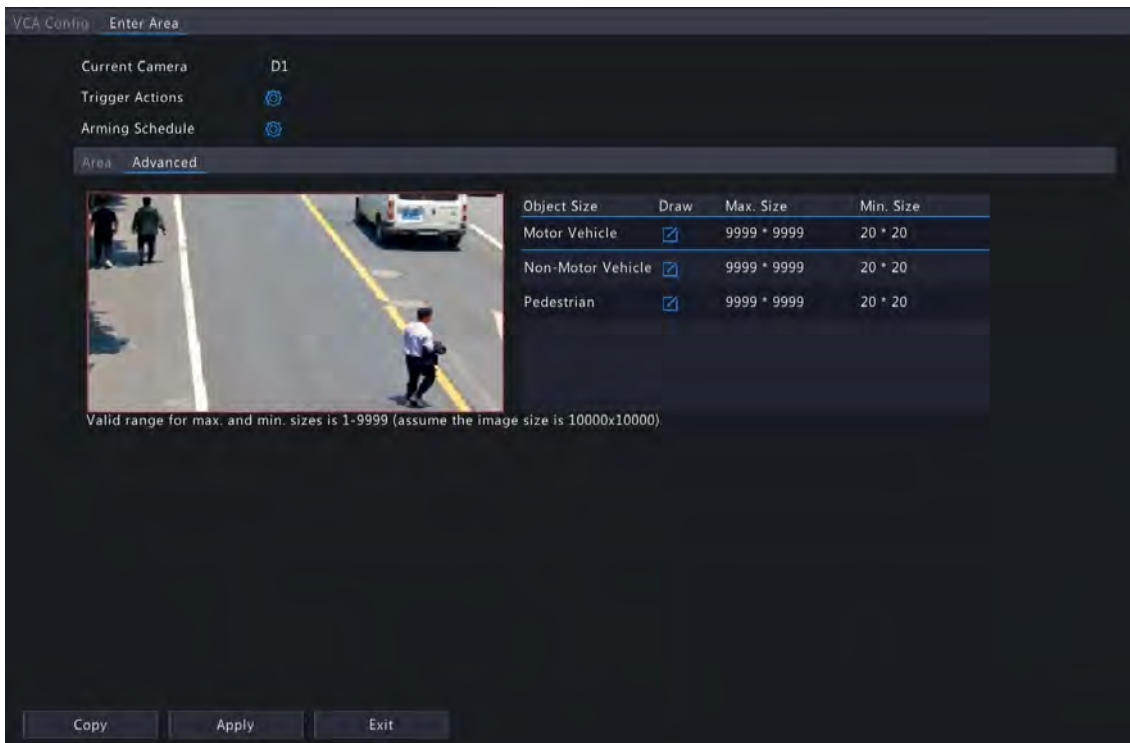 VCA Config Enter Area
Current Camera D1
Trigger Actions
Arming Schedule
Area Advanced
Object Size Draw Max. Size Min. Size
Motor Vehicle 9999 * 9999 20 * 20
Non-Motor Vehicle 9999 * 9999 20 * 20
Pedestrian 9999 * 9999 20 * 20
Valid range for max. and min. sizes is 1-9999 (assume the image size is 10000x10000).
Copy Apply Exit